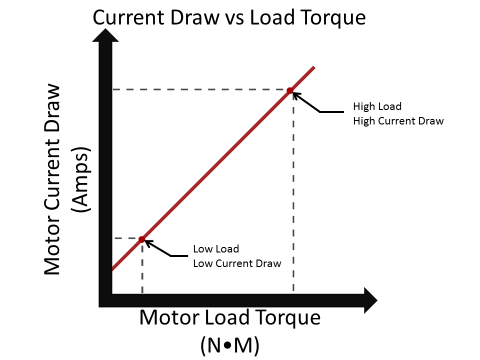 Current Draw vs Load Torque
Motor Current Draw
(Amps)
High Load
High Current Draw
Low Load
Low Current Draw
Motor Load Torque
(N•M)